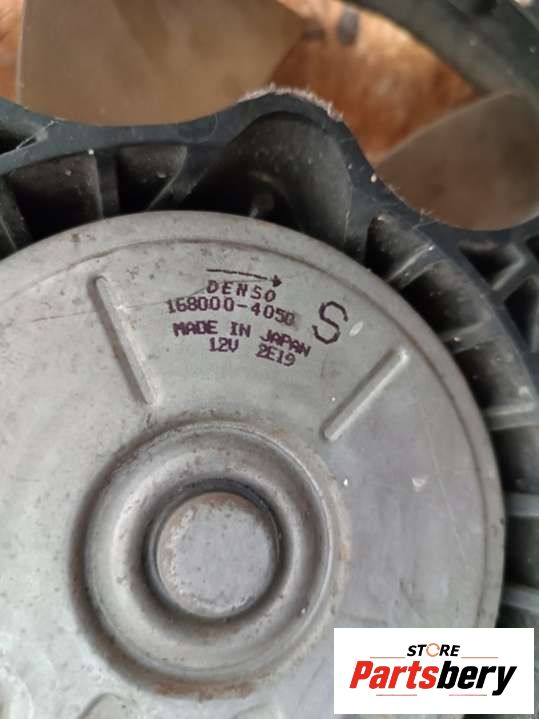 DENSO
168000-4050
S
MADE IN JAPAN
12V 2E19
STORE
Partsbery